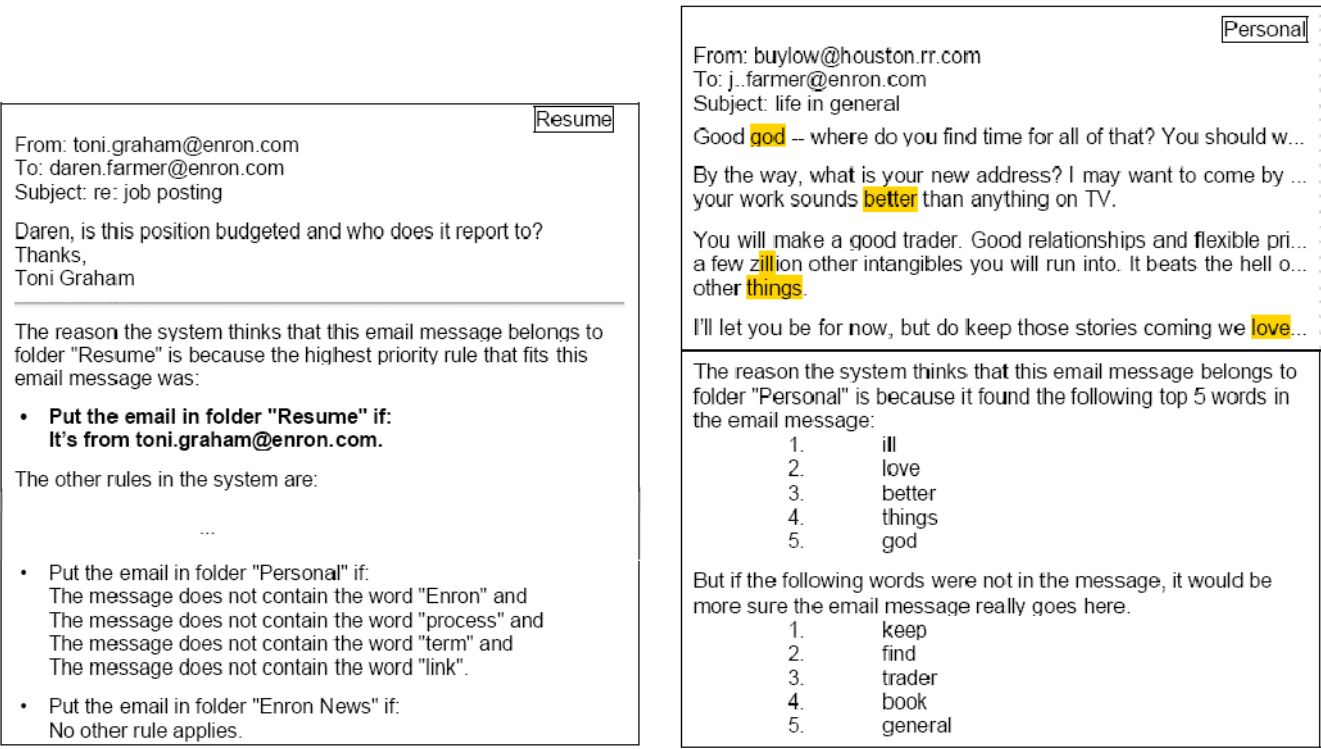 Resume
From: toni.graham@enron.com
To: daren.farmer@enron.com
Subject: re: job posting
Daren, is this position budgeted and who does it report to?
Thanks,
Toni Graham
The reason the system thinks that this email message belongs to
folder "Resume" is because the highest priority rule that fits this
email message was:
• Put the email in folder "Resume" if:
It's from toni.graham@enron.com.
The other rules in the system are:
...
• Put the email in folder "Personal" if:
The message does not contain the word "Enron" and
The message does not contain the word "process" and
The message does not contain the word "term" and
The message does not contain the word "link".
• Put the email in folder "Enron News" if:
No other rule applies.
Personal
From: buylow@houston.rr.com
To: j..farmer@enron.com
Subject: life in general
Good god -- where do you find time for all of that? You should w...
By the way, what is your new address? I may want to come by ...
your work sounds better than anything on TV.
You will make a good trader. Good relationships and flexible pri...
a few zillion other intangibles you will run into. It beats the hell o...
other things.
I'll let you be for now, but do keep those stories coming we love...
The reason the system thinks that this email message belongs to
folder "Personal" is because it found the following top 5 words in
the email message:
1. ill
2. love
3. better
4. things
5. god
But if the following words were not in the message, it would be
more sure the email message really goes here.
1. keep
2. find
3. trader
4. book
5. general